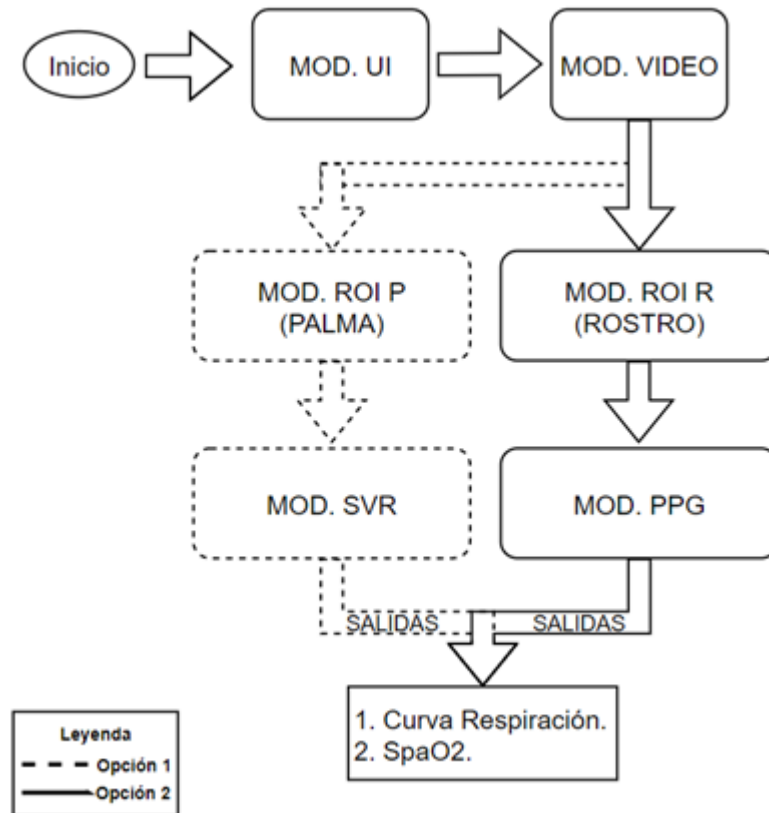 Inicio
MOD. UI
MOD. VIDEO
MOD. ROI P
(PALMA)
MOD. ROI R
(ROSTRO)
MOD. SVR
MOD. PPG
SALIDAS
SALIDAS
1. Curva Respiración.
2. SpaO2.
Leyenda
Opción 1
Opción 2